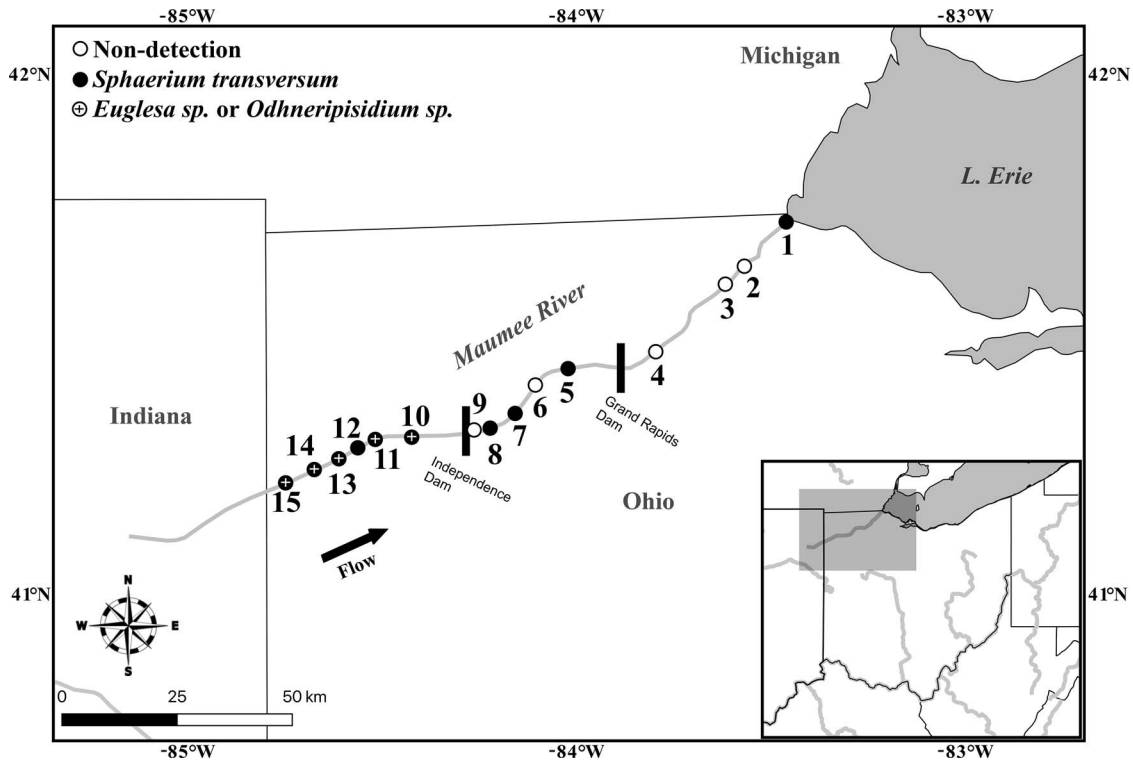 -85°W
-84°W
-83°W
Non-detection
Sphaerium transversum
Euglesa sp. or Odhneripisidium sp.
Michigan
42°N
42°N
L. Erie
1
2
3
Maumee River
4
5
6
Grand Rapids
Dam
7
8
9
Independence
Dam
10
11
12
13
14
15
Indiana
Ohio
Flow
41°N
41°N
N
W
E
S
0
25
50 km
-85°W
-84°W
-83°W